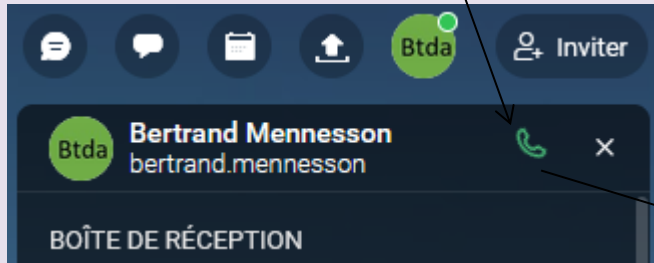 Btda Inviter
Btda
Bertrand Mennesson
bertrand.mennesson
BOÎTE DE RÉCEPTION